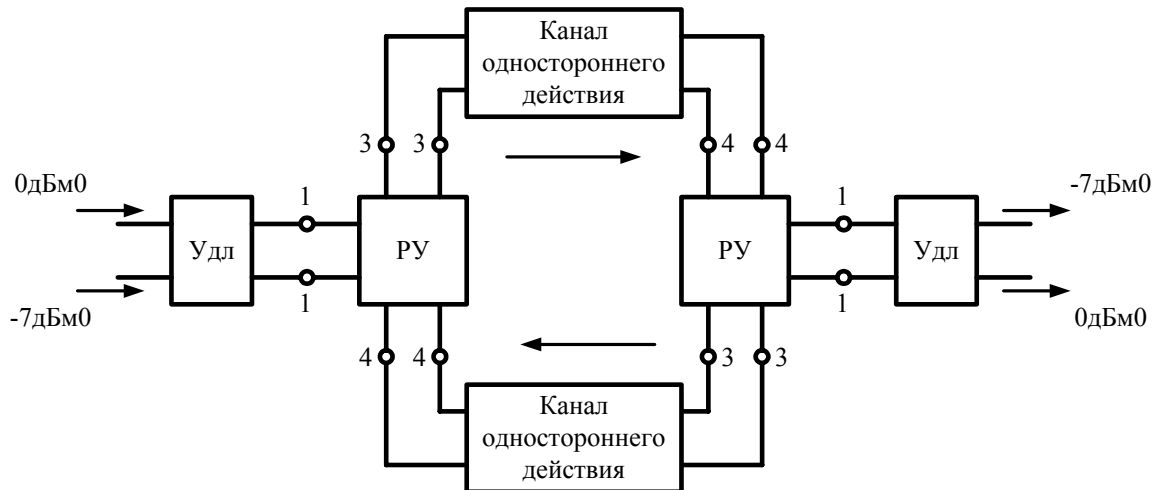 Канал
одностороннего
действия
3
3
4
4
0дБм0
1
1
-7дБм0
Удл
РУ
РУ
Удл
-7дБм0
1
1
0дБм0
4
4
3
3
Канал
одностороннего
действия